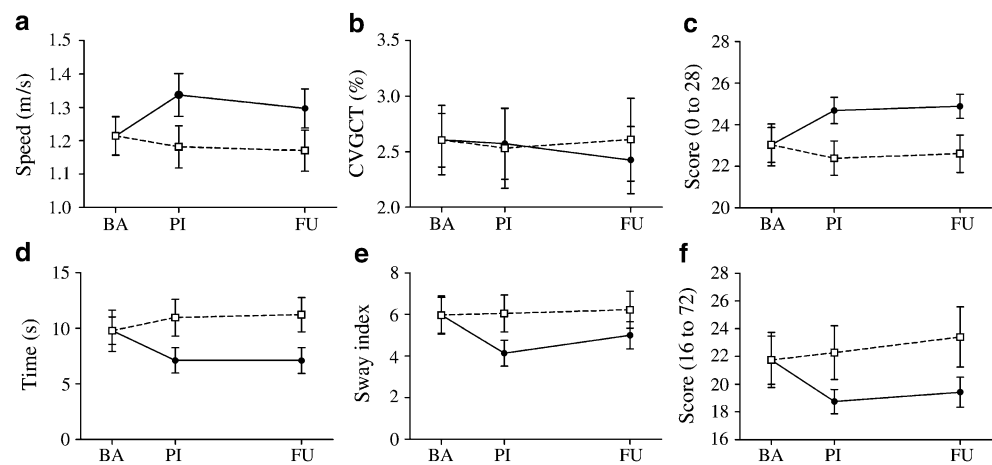 a
Speed (m/s)
1.5
1.4
1.3
1.2
1.1
1.0
BA PI FU
b
CVGCT (%)
3.5
3.0
2.5
2.0
BA PI FU
c
Score (0 to 28)
28
26
24
22
20
BA PI FU
d
Time (s)
15
10
5
0
BA PI FU
e
Sway index
8
6
4
2
0
BA PI FU
f
Score (16 to 72)
28
26
24
22
20
18
16
BA PI FU